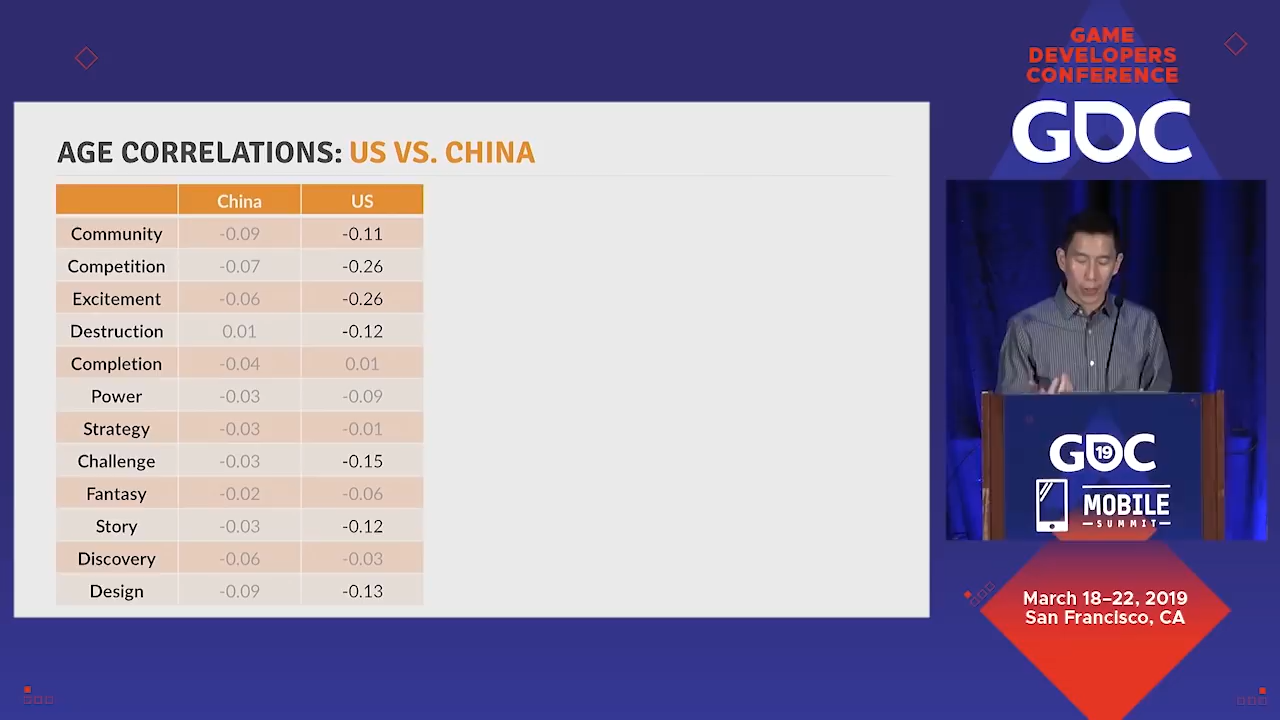 GAME
DEVELOPERS
CONFERENCE
GDC
AGE CORRELATIONS: US VS. CHINA
China US
Community -0.09 -0.11
Competition -0.07 -0.26
Excitement -0.06 -0.26
Destruction 0.01 -0.12
Completion -0.04 0.01
Power -0.03 -0.09
Strategy -0.03 -0.01
Challenge -0.03 -0.15
Fantasy -0.02 -0.06
Story -0.03 -0.12
Discovery -0.06 -0.03
Design -0.09 -0.13
GDC 19
MOBILE
SUMMIT
March 18–22, 2019
San Francisco, CA